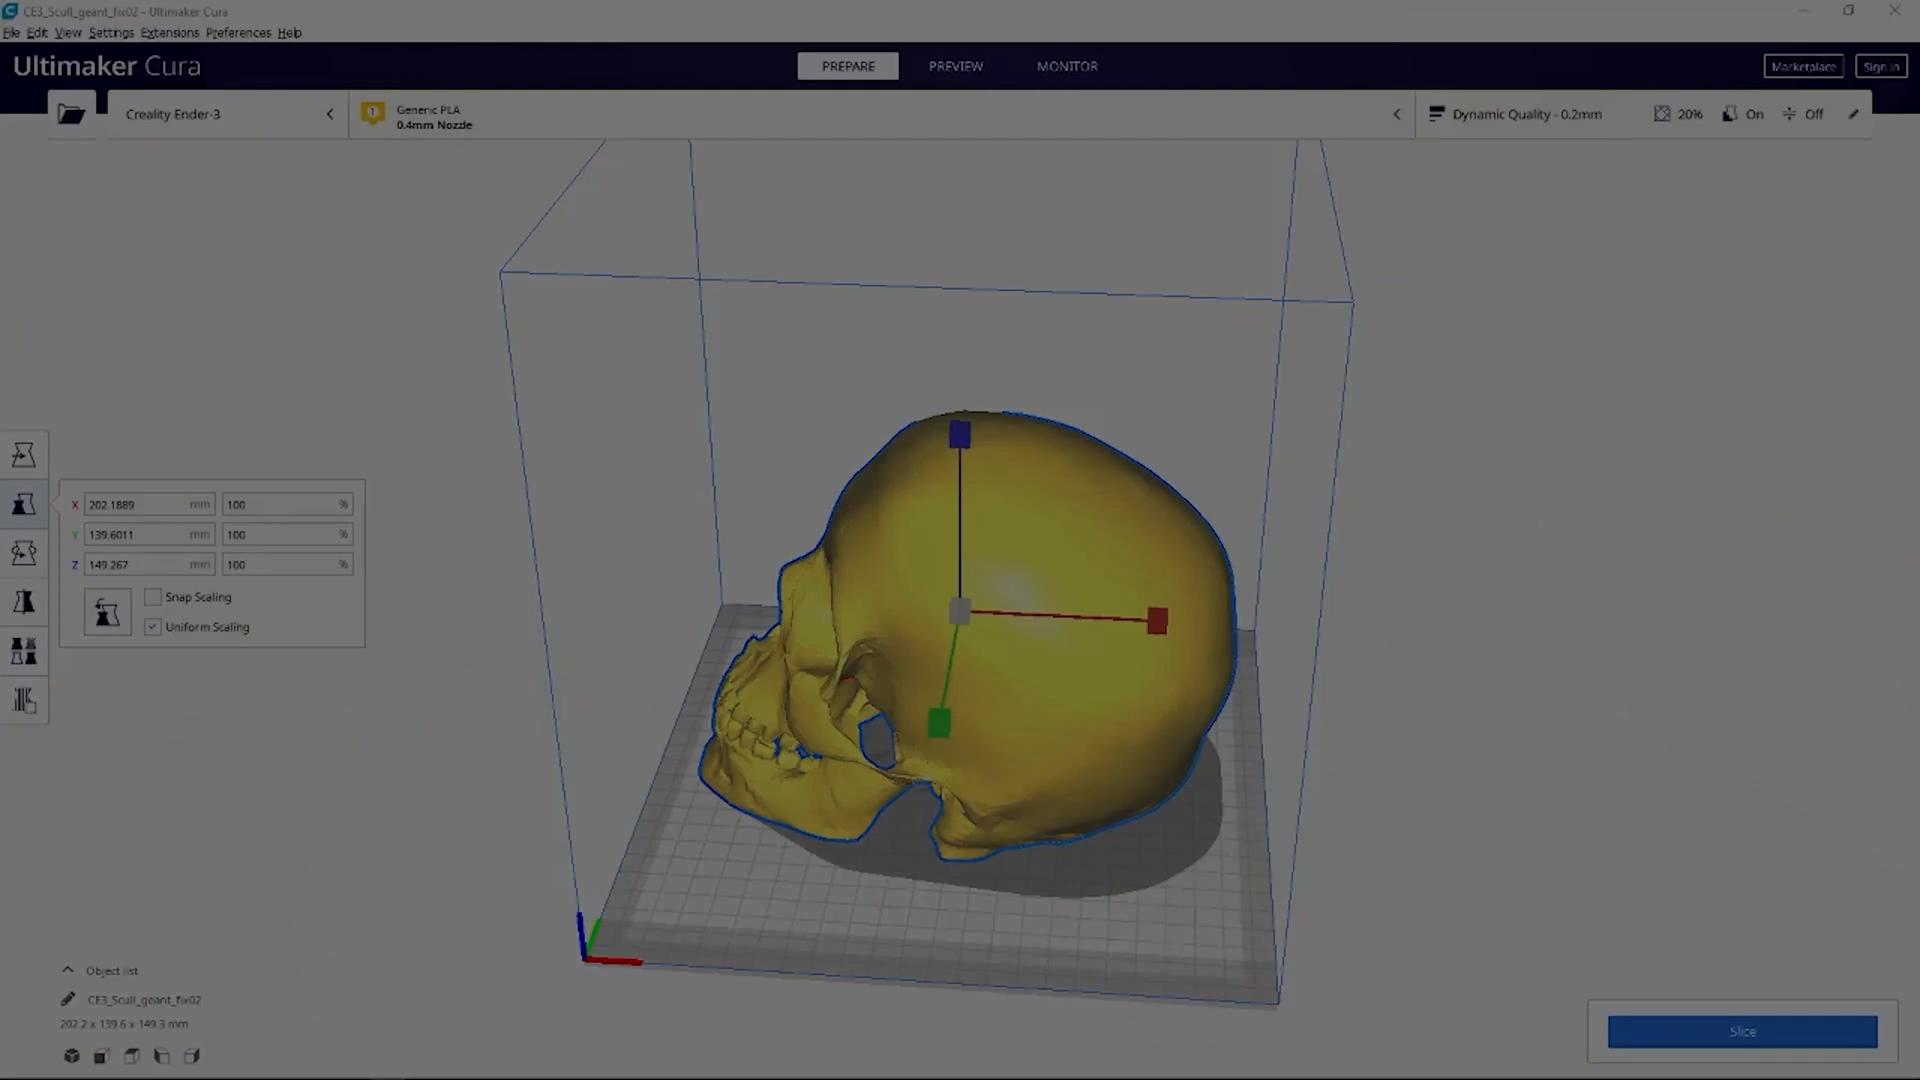 CE3_Scull_geant_fix02 - Ultimaker Cura
File Edit View Settings Extensions Preferences Help
Ultimaker Cura
PREPARE
PREVIEW
MONITOR
Marketplace
Sign in
Creality Ender-3
1
Generic PLA
0.4mm Nozzle
Dynamic Quality - 0.2mm
20%
On
Off
X 202.1889 mm 100 %
Y 139.6011 mm 100 %
Z 149.267 mm 100 %
Snap Scaling
Uniform Scaling
Object list
CE3_Scull_geant_fix02
202.2 x 139.6 x 149.3 mm
Slice